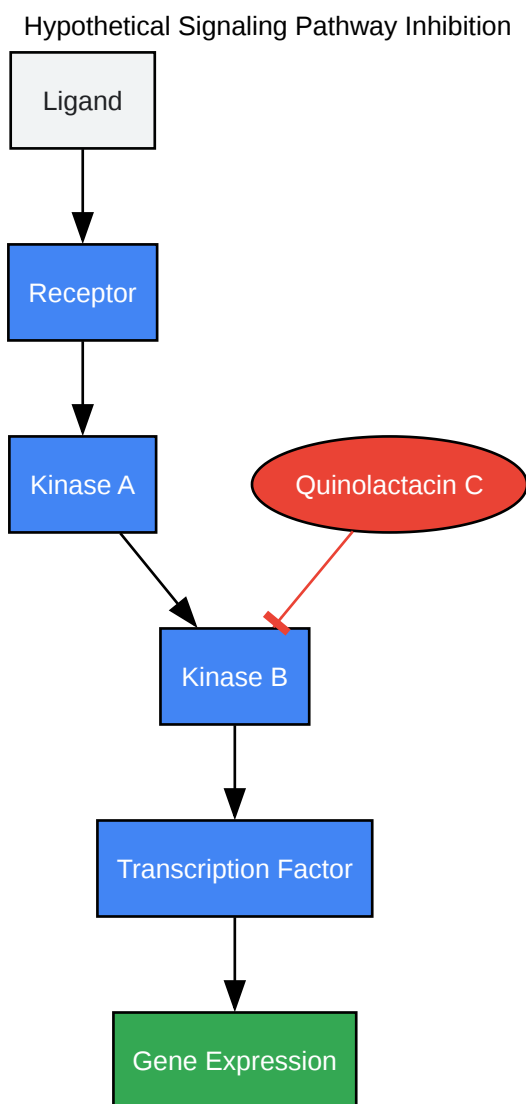 Hypothetical Signaling Pathway Inhibition
Ligand
Receptor
Kinase A
Quinolactacin C
Kinase B
Transcription Factor
Gene Expression